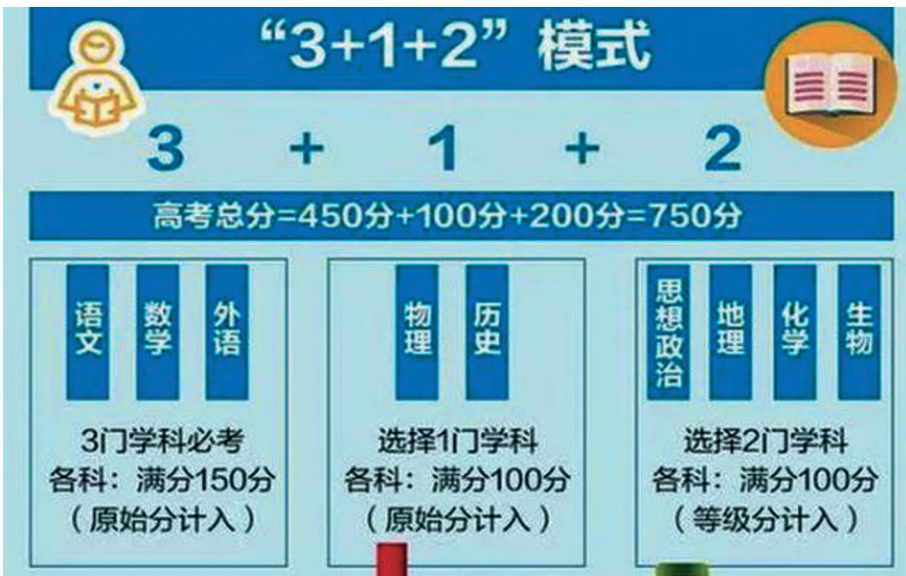 “3+1+2”模式
3 + 1 + 2
高考总分=450分+100分+200分=750分
语文
数学
外语
3门学科必考
各科：满分150分
（原始分计入）
物理
历史
选择1门学科
各科：满分100分
（原始分计入）
思想政治
地理
化学
生物
选择2门学科
各科：满分100分
（等级分计入）